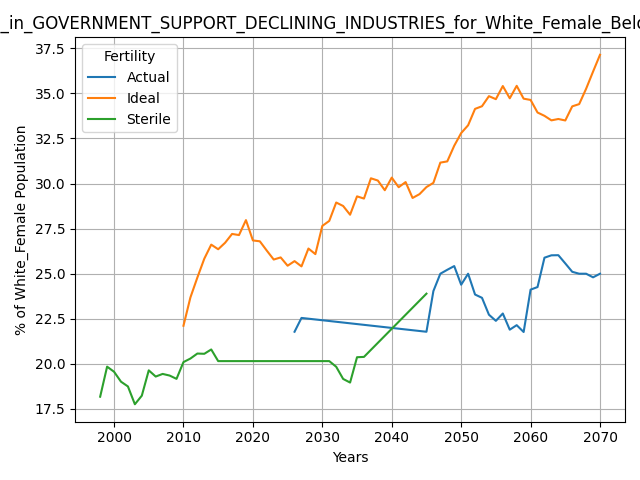 _in_GOVERNMENT_SUPPORT_DECLINING_INDUSTRIES_for_White_Female_Belo
37.5
35.0
32.5
30.0
27.5
25.0
22.5
20.0
17.5
% of White_Female Population
Fertility
Actual
Ideal
Sterile
2000 2010 2020 2030 2040 2050 2060 2070
Years